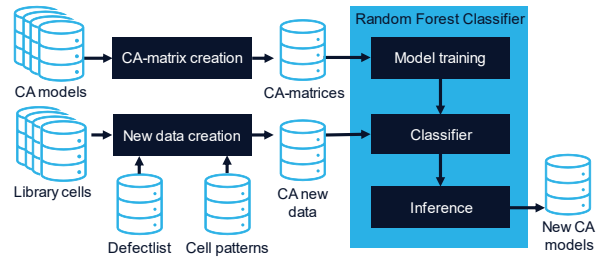 Random Forest Classifier
CA-matrix creation
Model training
CA models
CA-matrices
New data creation
Classifier
Library cells
CA new
data
Inference
Defectlist
Cell patterns
New CA
models